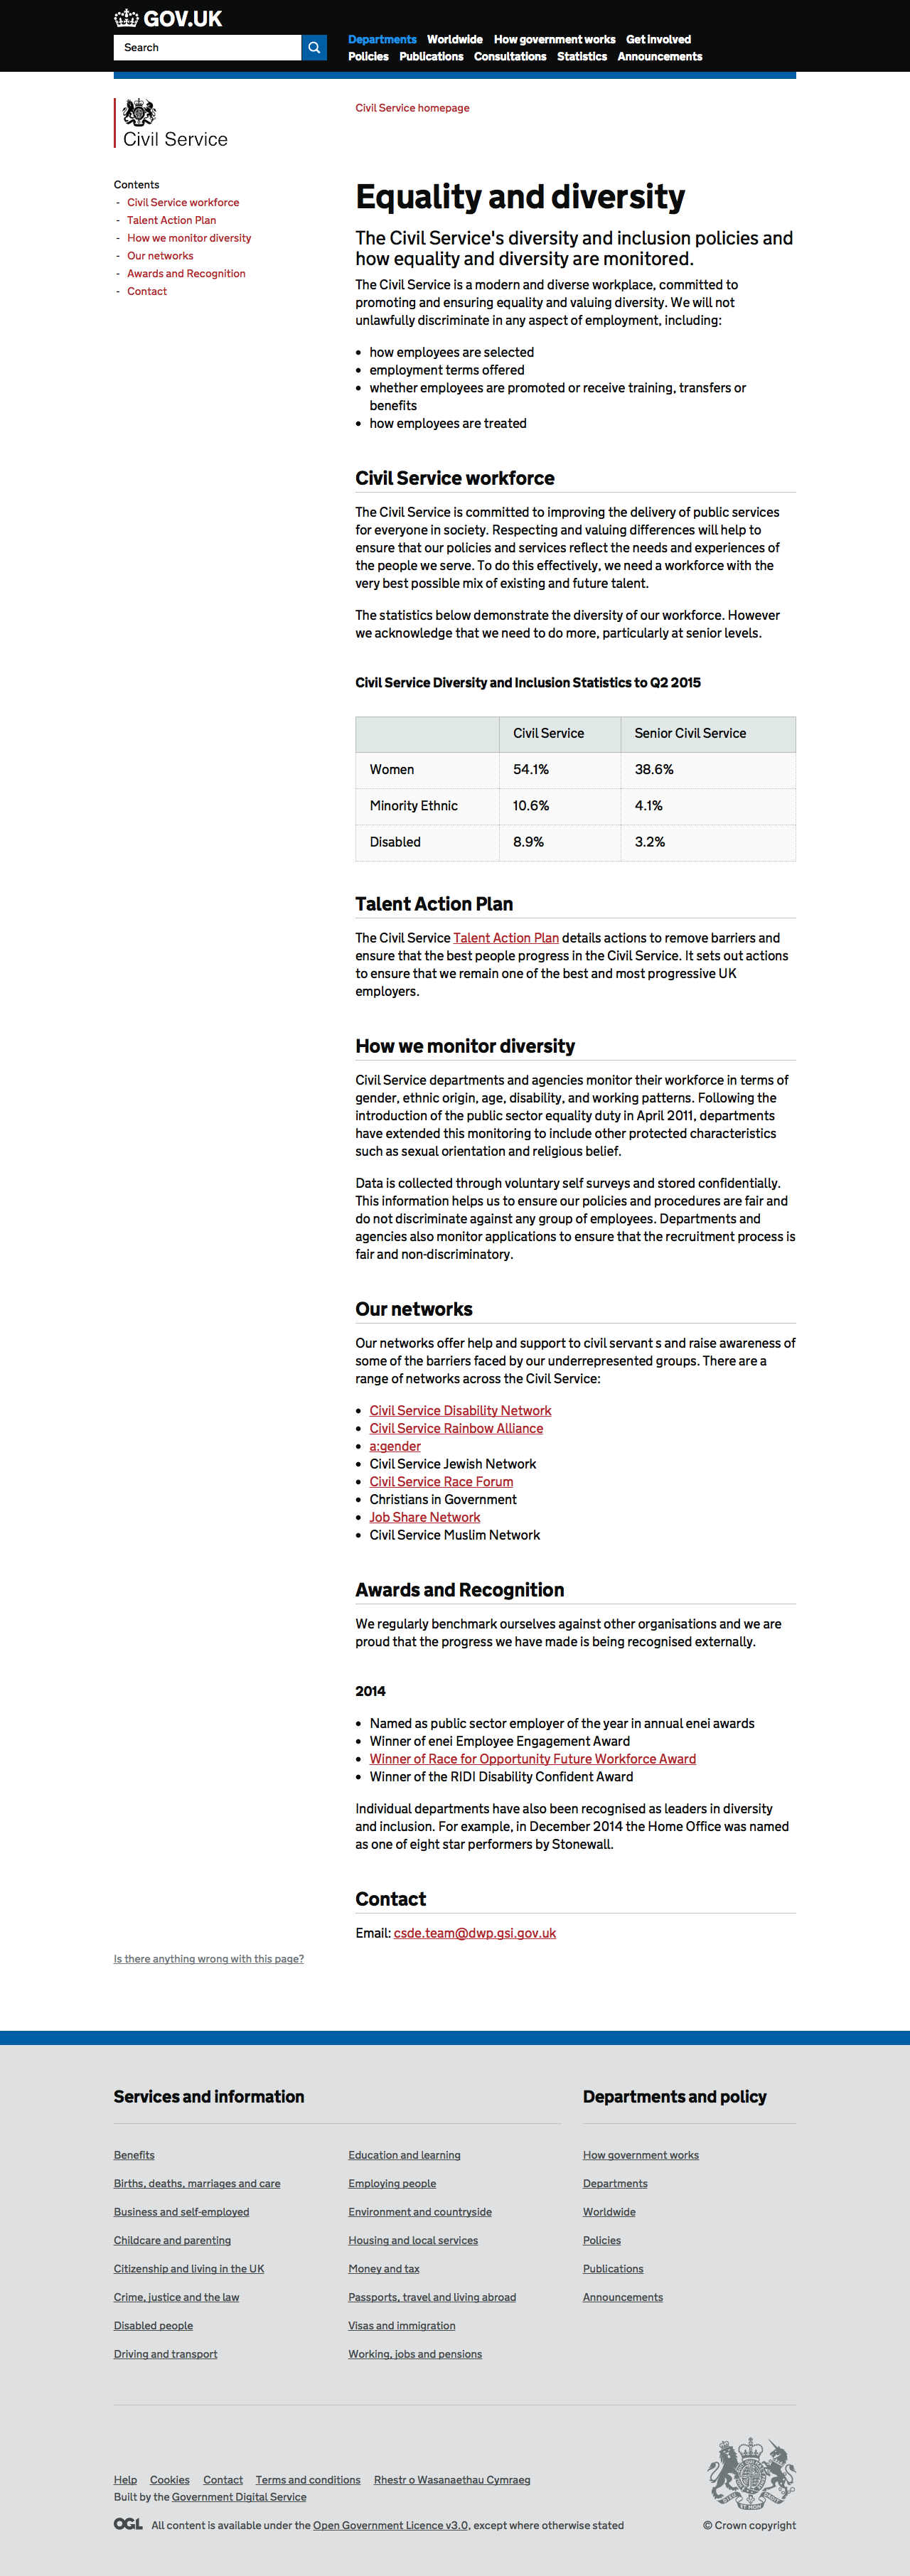 GOV.UK
Search
Departments Worldwide How government works Get involved
Policies Publications Consultations Statistics Announcements
Civil Service
Civil Service homepage
Contents
- Civil Service workforce
- Talent Action Plan
- How we monitor diversity
- Our networks
- Awards and Recognition
- Contact
Equality and diversity
The Civil Service's diversity and inclusion policies and
how equality and diversity are monitored.
The Civil Service is a modern and diverse workplace, committed to
promoting and ensuring equality and valuing diversity. We will not
unlawfully discriminate in any aspect of employment, including:
• how employees are selected
• employment terms offered
• whether employees are promoted or receive training, transfers or
benefits
• how employees are treated
Civil Service workforce
The Civil Service is committed to improving the delivery of public services
for everyone in society. Respecting and valuing differences will help to
ensure that our policies and services reflect the needs and experiences of
the people we serve. To do this effectively, we need a workforce with the
very best possible mix of existing and future talent.
The statistics below demonstrate the diversity of our workforce. However
we acknowledge that we need to do more, particularly at senior levels.
Civil Service Diversity and Inclusion Statistics to Q2 2015
Civil Service Senior Civil Service
Women 54.1% 38.6%
Minority Ethnic 10.6% 4.1%
Disabled 8.9% 3.2%
Talent Action Plan
The Civil Service Talent Action Plan details actions to remove barriers and
ensure that the best people progress in the Civil Service. It sets out actions
to ensure that we remain one of the best and most progressive UK
employers.
How we monitor diversity
Civil Service departments and agencies monitor their workforce in terms of
gender, ethnic origin, age, disability, and working patterns. Following the
introduction of the public sector equality duty in April 2011, departments
have extended this monitoring to include other protected characteristics
such as sexual orientation and religious belief.
Data is collected through voluntary self surveys and stored confidentially.
This information helps us to ensure our policies and procedures are fair and
do not discriminate against any group of employees. Departments and
agencies also monitor applications to ensure that the recruitment process is
fair and non-discriminatory.
Our networks
Our networks offer help and support to civil servant s and raise awareness of
some of the barriers faced by our underrepresented groups. There are a
range of networks across the Civil Service:
• Civil Service Disability Network
• Civil Service Rainbow Alliance
• a:gender
• Civil Service Jewish Network
• Civil Service Race Forum
• Christians in Government
• Job Share Network
• Civil Service Muslim Network
Awards and Recognition
We regularly benchmark ourselves against other organisations and we are
proud that the progress we have made is being recognised externally.
2014
• Named as public sector employer of the year in annual enei awards
• Winner of enei Employee Engagement Award
• Winner of Race for Opportunity Future Workforce Award
• Winner of the RIDI Disability Confident Award
Individual departments have also been recognised as leaders in diversity
and inclusion. For example, in December 2014 the Home Office was named
as one of eight star performers by Stonewall.
Contact
Email: csde.team@dwp.gsi.gov.uk
Is there anything wrong with this page?
Services and information
Benefits
Births, deaths, marriages and care
Business and self-employed
Childcare and parenting
Citizenship and living in the UK
Crime, justice and the law
Disabled people
Driving and transport
Education and learning
Employing people
Environment and countryside
Housing and local services
Money and tax
Passports, travel and living abroad
Visas and immigration
Working, jobs and pensions
Departments and policy
How government works
Departments
Worldwide
Policies
Publications
Announcements
Help Cookies Contact Terms and conditions Rhestr o Wasanaethau Cymraeg
Built by the Government Digital Service
OGL All content is available under the Open Government Licence v3.0, except where otherwise stated
© Crown copyright